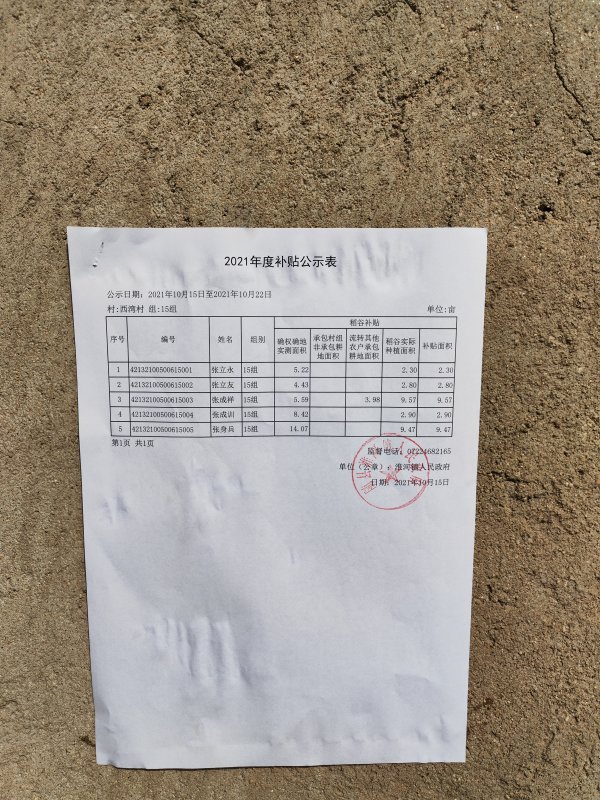 2021年度补贴公示表
公示日期：2021年10月15日至2021年10月22日
村：西湾村 组：15组 单位：亩
序号 编号 姓名 组别 确权确地实测面积 稻谷补贴 承包村组非承包耕地面积 流转其他农户承包耕地面积 稻谷实际种植面积 补贴面积
1 42132100500615001 张立永 15组 5.22 2.30 2.30
2 42132100500615002 张立友 15组 4.43 2.80 2.80
3 42132100500615003 张成祥 15组 5.59 3.98 9.57 9.57
4 42132100500615004 张成训 15组 8.42 2.90 2.90
5 42132100500615005 张身兵 15组 14.07 9.47 9.47
第1页 共1页
监督电话：07224682165
单位（公章）：淮河镇人民政府
日期：2021年10月15日